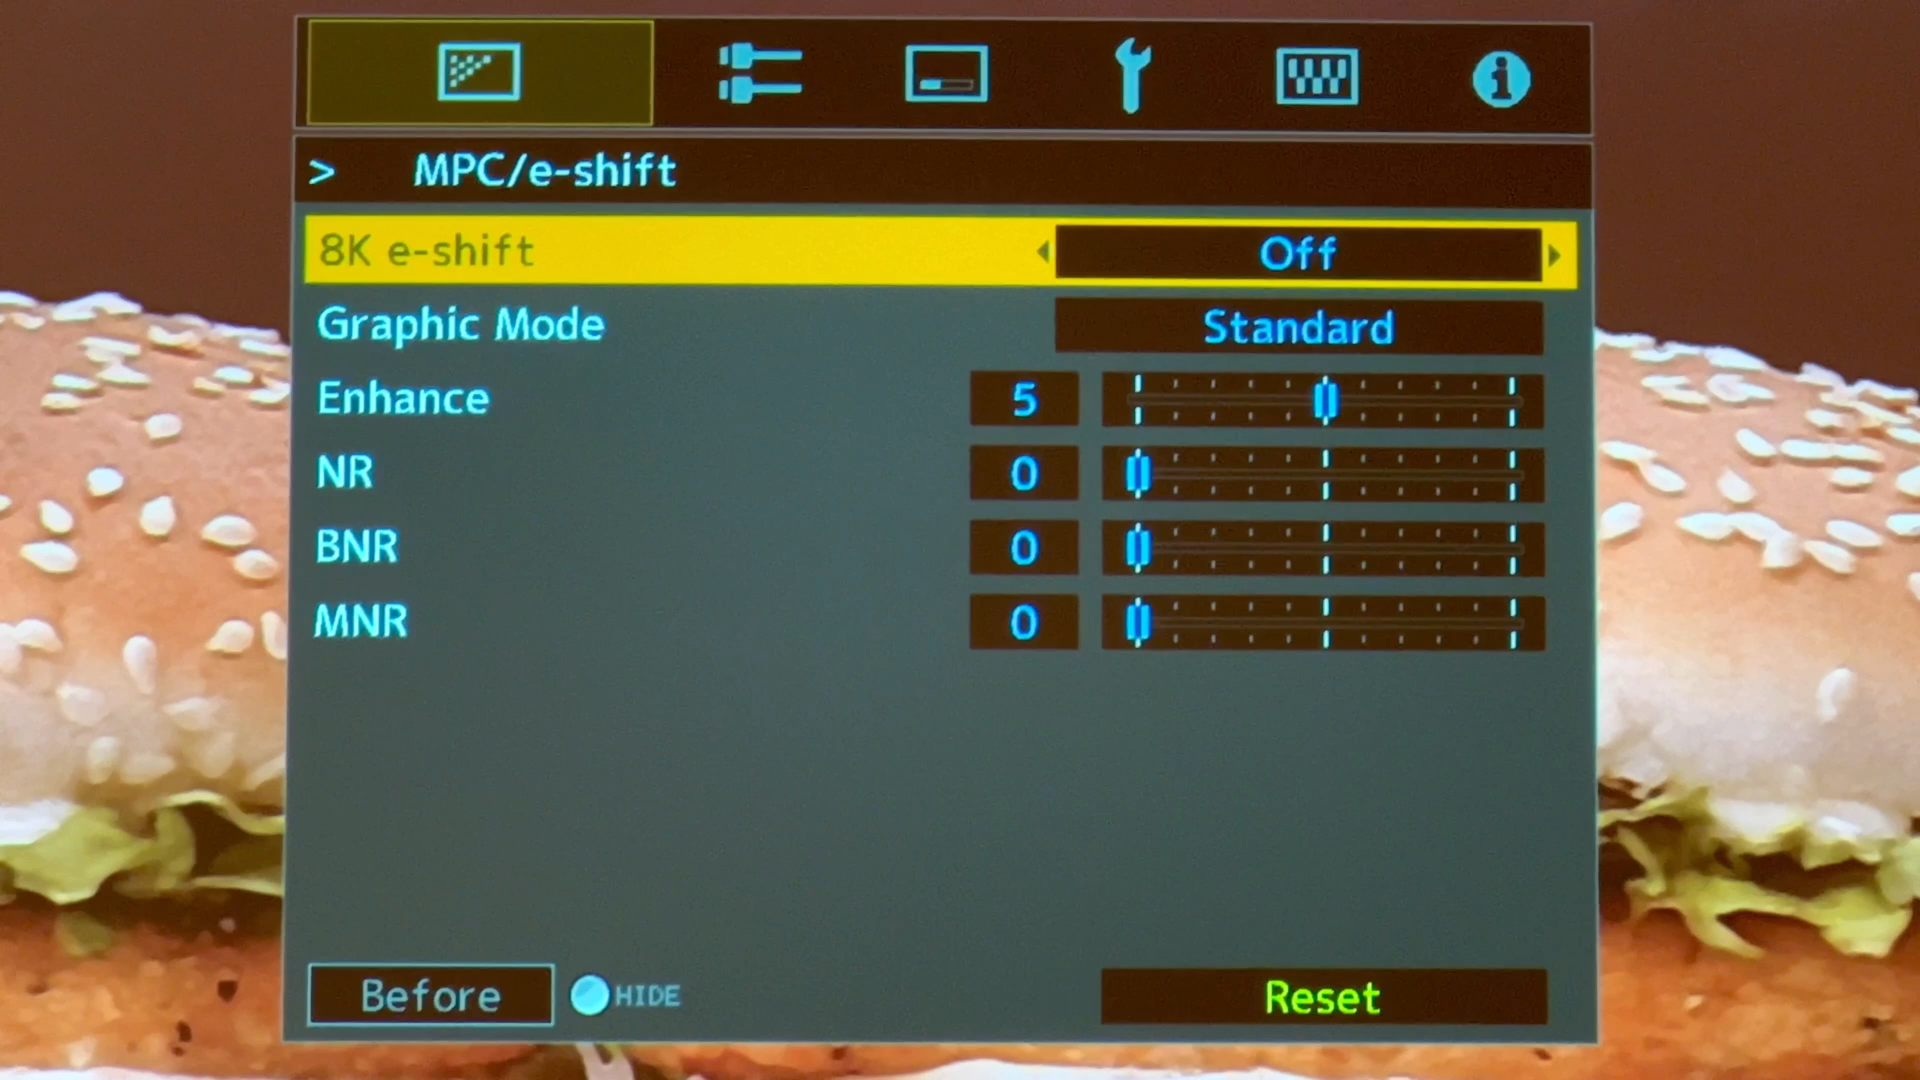 > MPC/e-shift
8K e-shift Off
Graphic Mode Standard
Enhance 5
NR 0
BNR 0
MNR 0
Before HIDE Reset